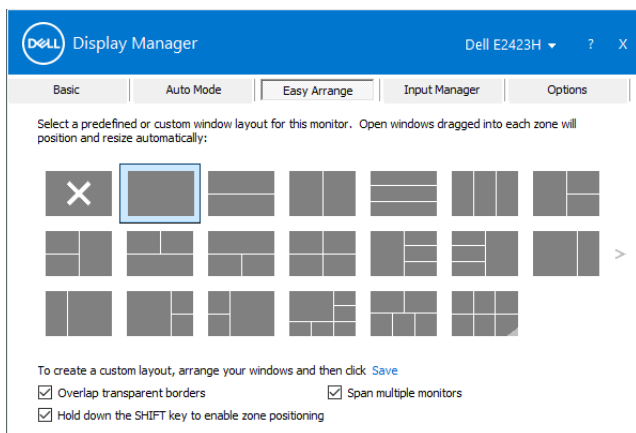 DELL Display Manager Dell E2423H ? X
Basic Auto Mode Easy Arrange Input Manager Options
Select a predefined or custom window layout for this monitor. Open windows dragged into each zone will
position and resize automatically:
To create a custom layout, arrange your windows and then click Save
Overlap transparent borders Span multiple monitors
Hold down the SHIFT key to enable zone positioning